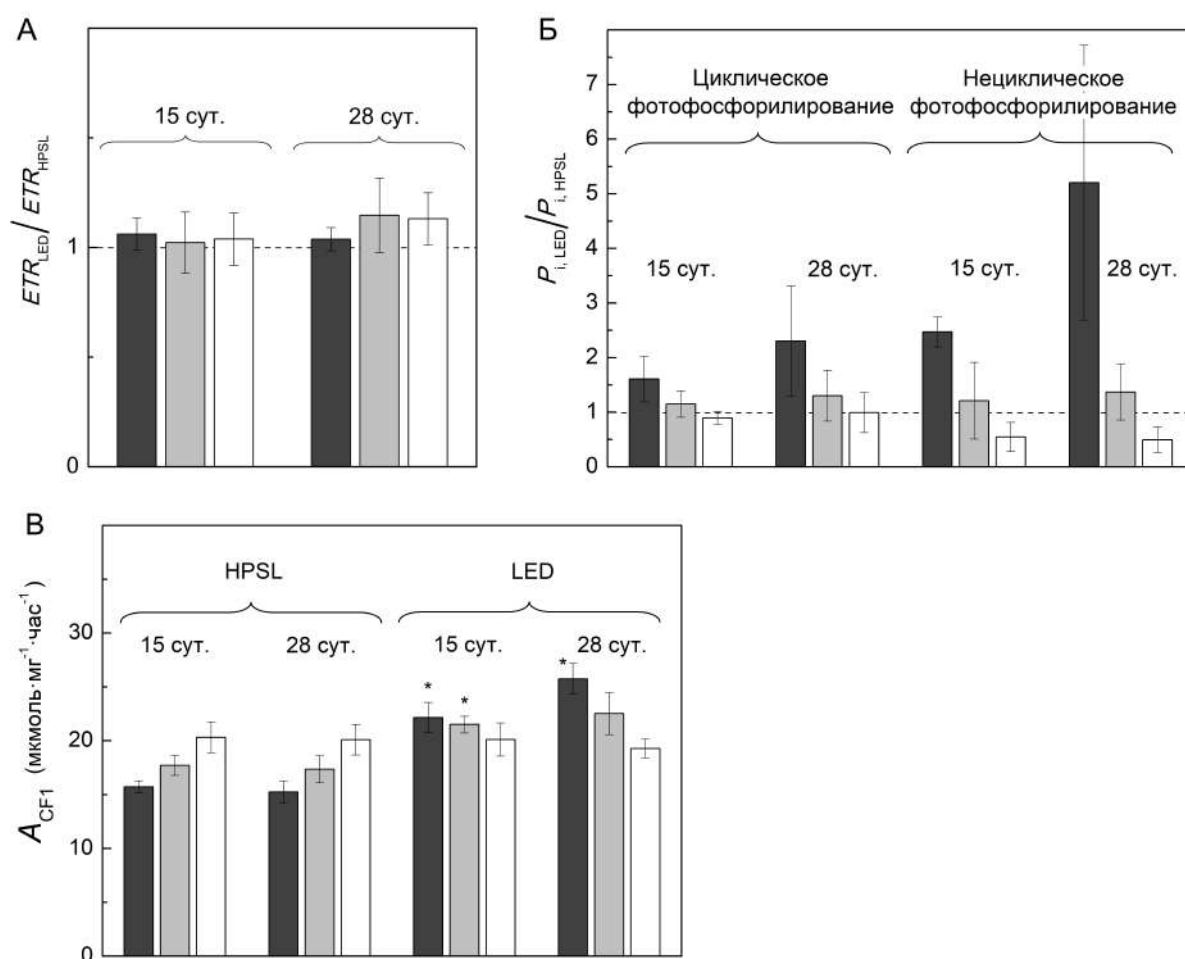 А
15 сут.
28 сут.
ETR_LED / ETR_HPSL
1
0
Б
7
6
5
4
3
2
1
0
Циклическое
фотофосфорилирование
Нециклическое
фотофосфорилирование
15 сут.
28 сут.
15 сут.
28 сут.
P_i, LED/P_i, HPSL
В
HPSL
LED
15 сут.
28 сут.
15 сут.
28 сут.
* * *
A_CF1 (мкмоль·мг⁻¹·час⁻¹)
30
20
10
0